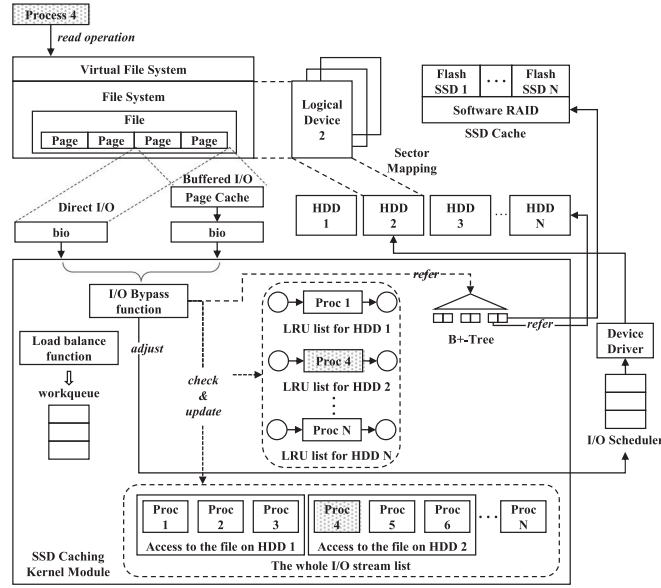 Process 4
read operation
Virtual File System
File System
File
Page Page Page Page
Logical
Device
2
Flash
SSD 1
...
Flash
SSD N
Software RAID
SSD Cache
Sector
Mapping
Buffered I/O
Page Cache
Direct I/O
bio
bio
HDD
1
HDD
2
HDD
3
...
HDD
N
I/O Bypass
function
refer
Proc 1
LRU list for HDD 1
B+-Tree
refer
Load balance
function
adjust
workqueue
check
&
update
Proc 4
LRU list for HDD 2
Proc N
LRU list for HDD N
Device
Driver
I/O Scheduler
Proc
1
Proc
2
Proc
3
Proc
4
Proc
5
Proc
6
...
Proc
N
Access to the file on HDD 1
Access to the file on HDD 2
The whole I/O stream list
SSD Caching
Kernel Module